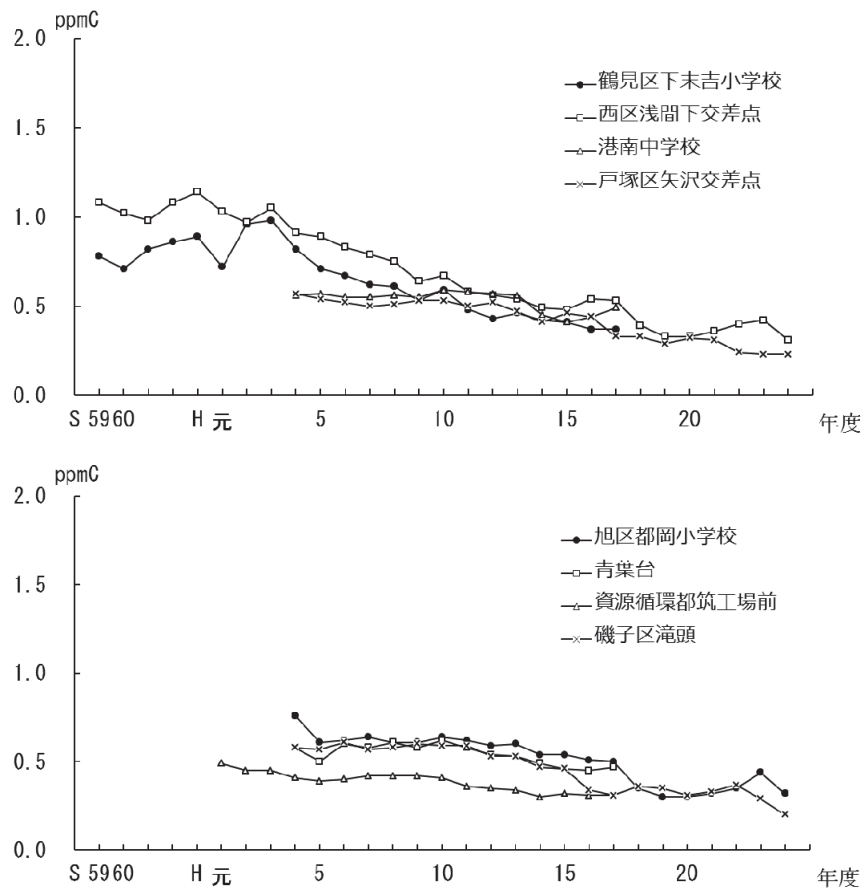 ppmC
2.0
鶴見区下末吉小学校
西区浅間下交差点
1.5
港南中学校
戸塚区矢沢交差点
1.0
0.5
0.0
S 5960 H 元 5 10 15 20 年度
ppmC
2.0
旭区都岡小学校
青葉台
1.5
資源循環都筑工場前
磯子区滝頭
1.0
0.5
0.0
S 5960 H 元 5 10 15 20 年度